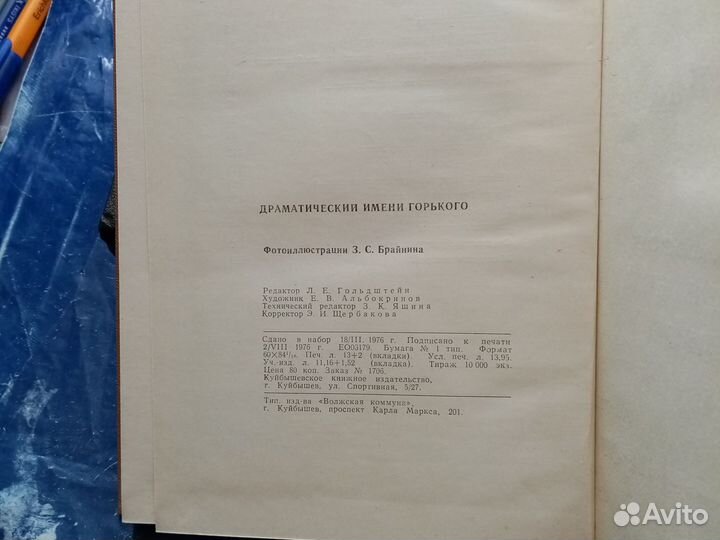 ДРАМАТИЧЕСКИЙ ИМЕНИ ГОРЬКОГО
Фотоиллюстрации З. С. Брайнина
Редактор Л. Е. Гольдштейн
Художник Е. В. Альбокринов
Технический редактор З. К. Яшина
Корректор Э. И. Щербакова
Сдано в набор 18/III. 1976 г. Подписано к печати
2/VIII 1976 г. ЕО03179. Бумага № 1 тип. Формат
60×84¹/₁₆. Печ л. 13+2 (вкладки). Усл. печ л. 13,95.
Уч.-изд. л. 11,16+1,52 (вкладка). Тираж 10 000 экз.
Цена 80 коп. Заказ № 1706.
Куйбышевское книжное издательство,
г. Куйбышев, ул. Спортивная, 5/27.
Тип. изд-ва «Волжская коммуна»,
г. Куйбышев, проспект Карла Маркса, 201.
Avito